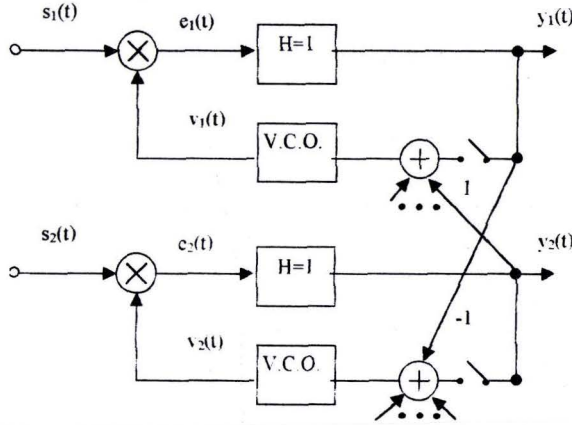 s₁(t) e₁(t) H=1 y₁(t)
v₁(t) V.C.O. +
1
s₂(t) e₂(t) H=1 y₂(t)
-1
v₂(t) V.C.O. +